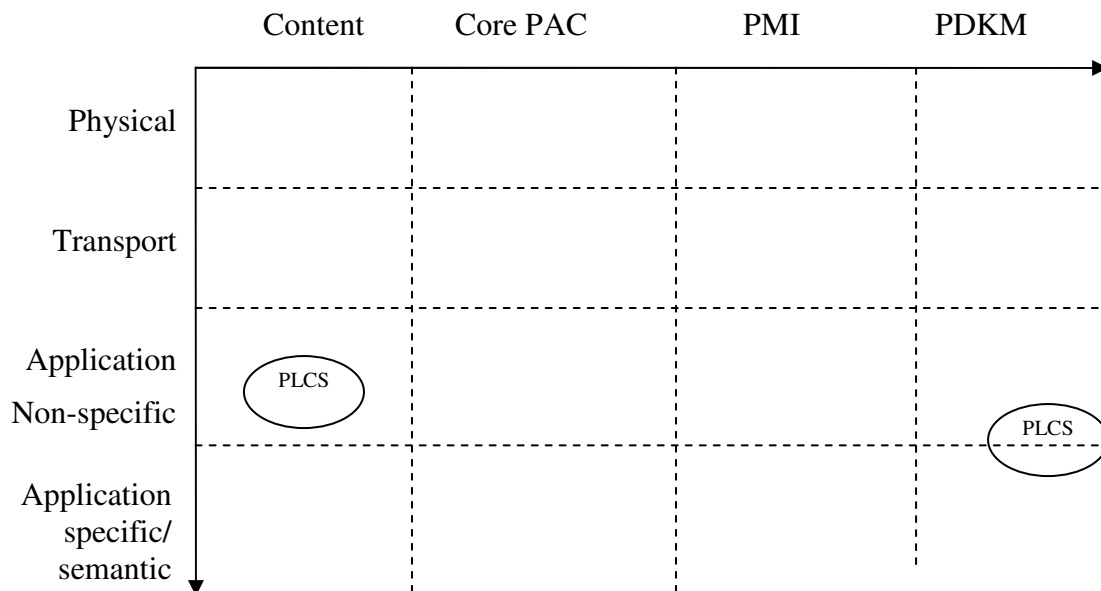 Content Core PAC PMI PDKM
Physical
Transport
Application
Non-specific
PLCS
PLCS
Application
specific/
semantic